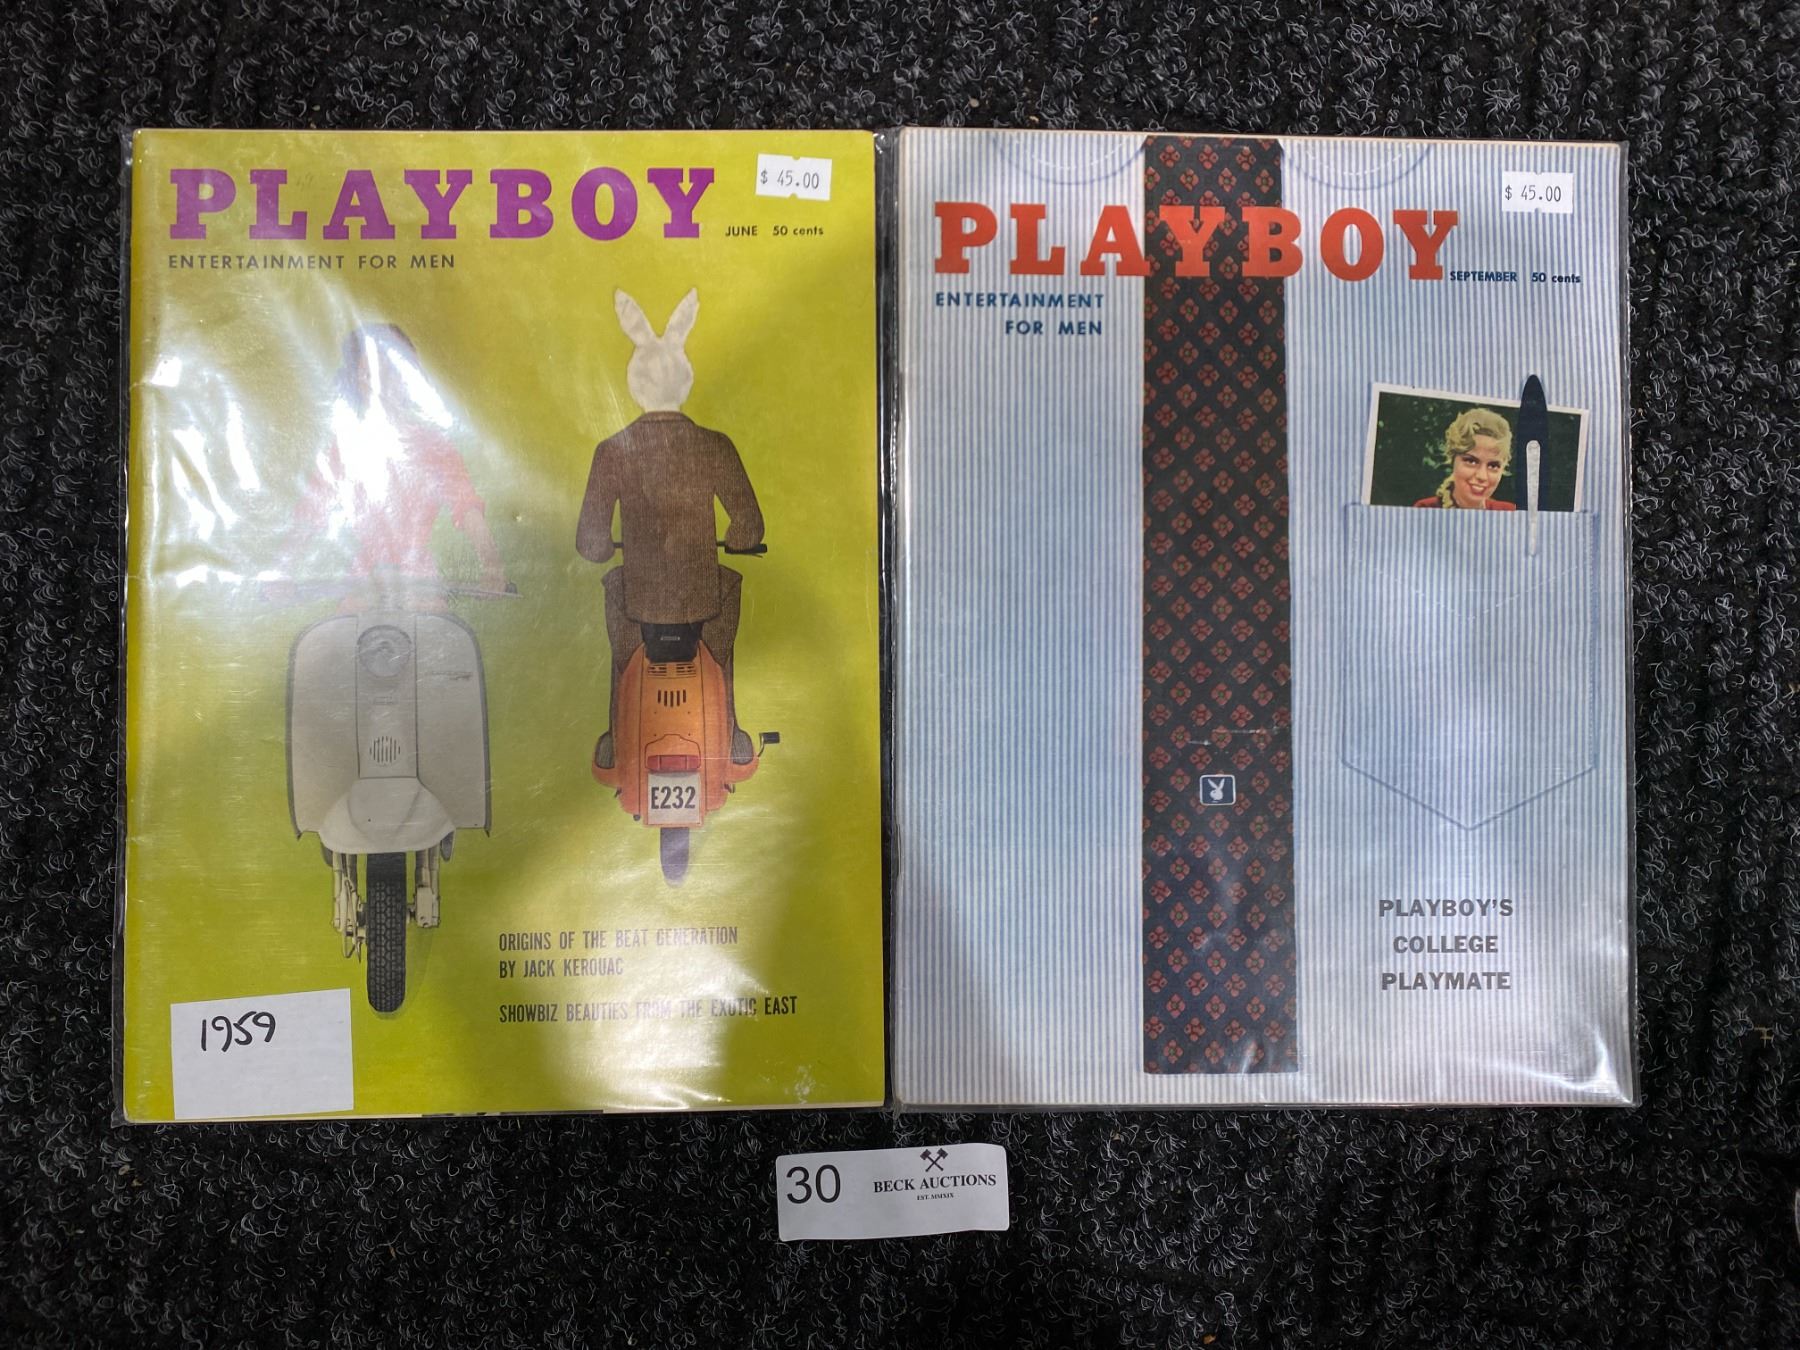 PLAYBOY
$ 45.00
JUNE 50 cents
ENTERTAINMENT FOR MEN
E232
ORIGINS OF THE BEAT GENERATION
BY JACK KEROUAC
SHOWBIZ BEAUTIES FROM THE EXOTIC EAST
1959
$ 45.00
PLAYBOY
SEPTEMBER 50 cents
ENTERTAINMENT
FOR MEN
PLAYBOY'S
COLLEGE
PLAYMATE
30
BECK AUCTIONS
EST. MMXIX